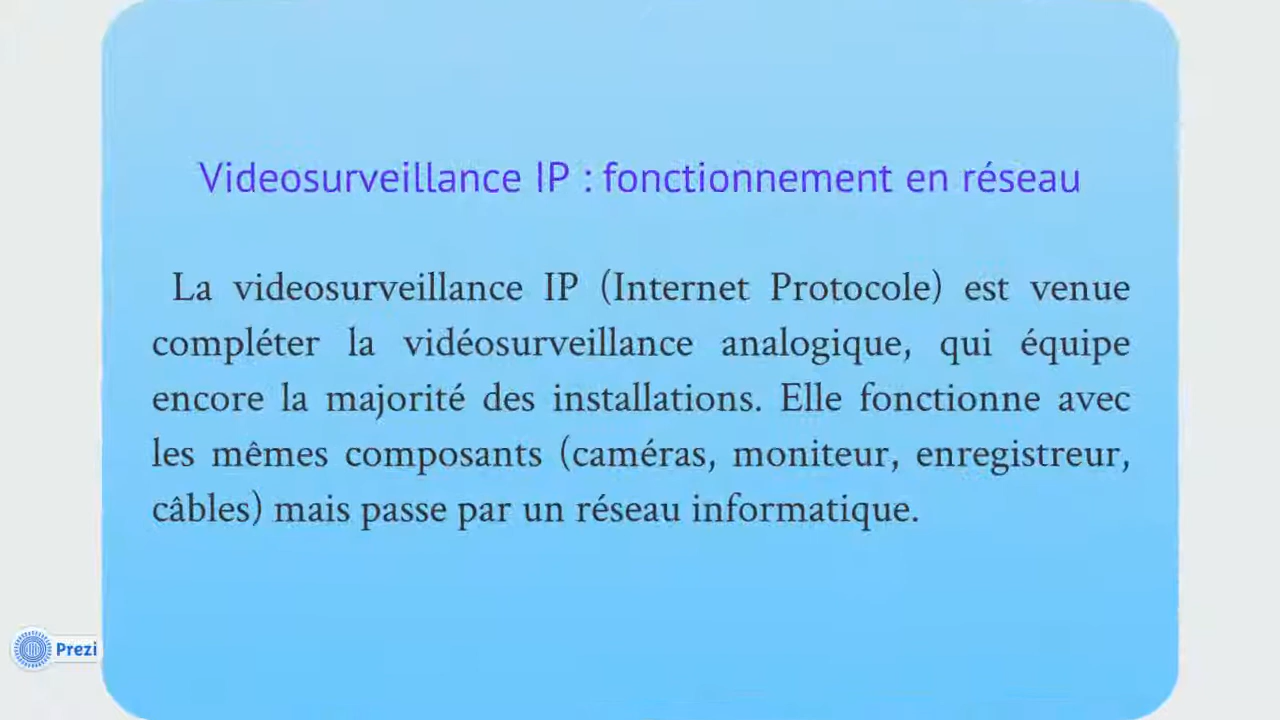 Videosurveillance IP : fonctionnement en réseau
La videosurveillance IP (Internet Protocole) est venue
compléter la vidéosurveillance analogique, qui équipe
encore la majorité des installations. Elle fonctionne avec
les mêmes composants (caméras, moniteur, enregistreur,
câbles) mais passe par un réseau informatique.
Prezi